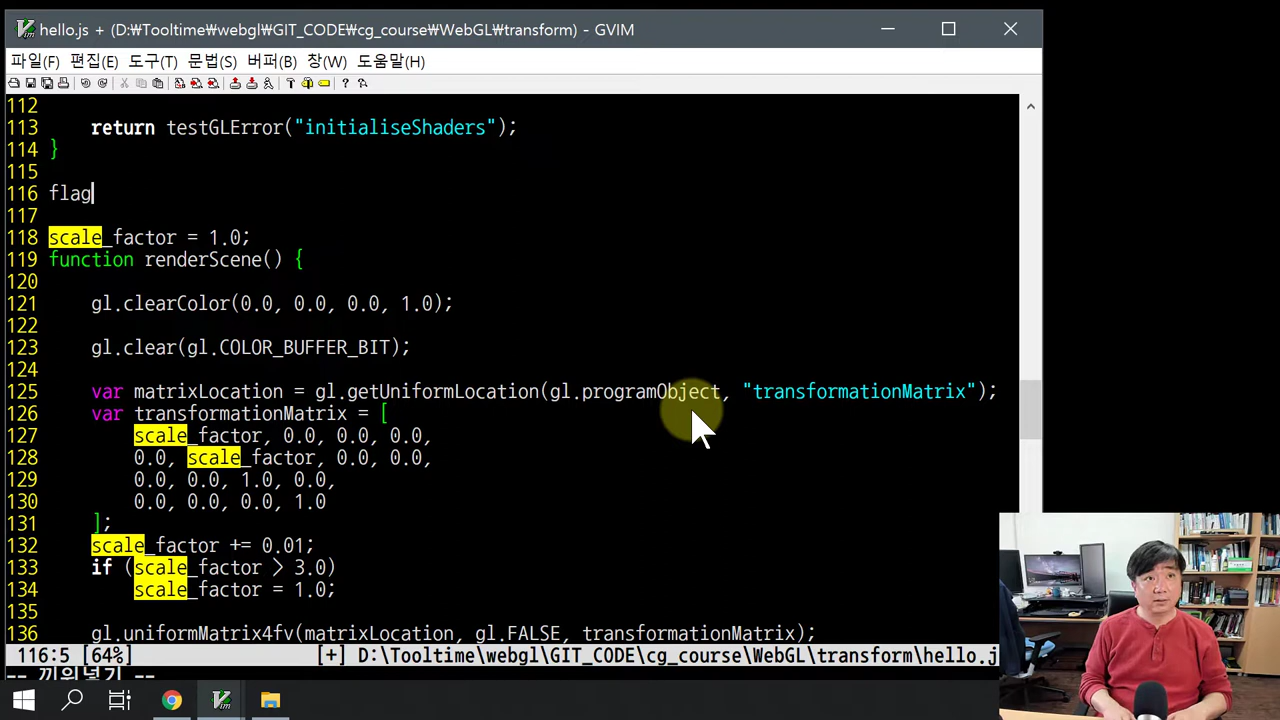 hello.js + (D:₩Tooltime₩webgl₩GIT_CODE₩cg_course₩WebGL₩transform) - GVIM
파일(F) 편집(E) 도구(T) 문법(S) 버퍼(B) 창(W) 도움말(H)
112
113     return testGLError("initialiseShaders");
114 }
115
116 flag
117
118 scale_factor = 1.0;
119 function renderScene() {
120
121     gl.clearColor(0.0, 0.0, 0.0, 1.0);
122
123     gl.clear(gl.COLOR_BUFFER_BIT);
124
125     var matrixLocation = gl.getUniformLocation(gl.programObject, "transformationMatrix");
126     var transformationMatrix = [
127         scale_factor, 0.0, 0.0, 0.0,
128         0.0, scale_factor, 0.0, 0.0,
129         0.0, 0.0, 1.0, 0.0,
130         0.0, 0.0, 0.0, 1.0
131     ];
132     scale_factor += 0.01;
133     if (scale_factor > 3.0)
134         scale_factor = 1.0;
135
136     gl.uniformMatrix4fv(matrixLocation, gl.FALSE, transformationMatrix);
116:5 [64%] [+] D:\Tooltime\webgl\GIT_CODE\cg_course\WebGL\transform\hello.j
-- 끼워넣기 --